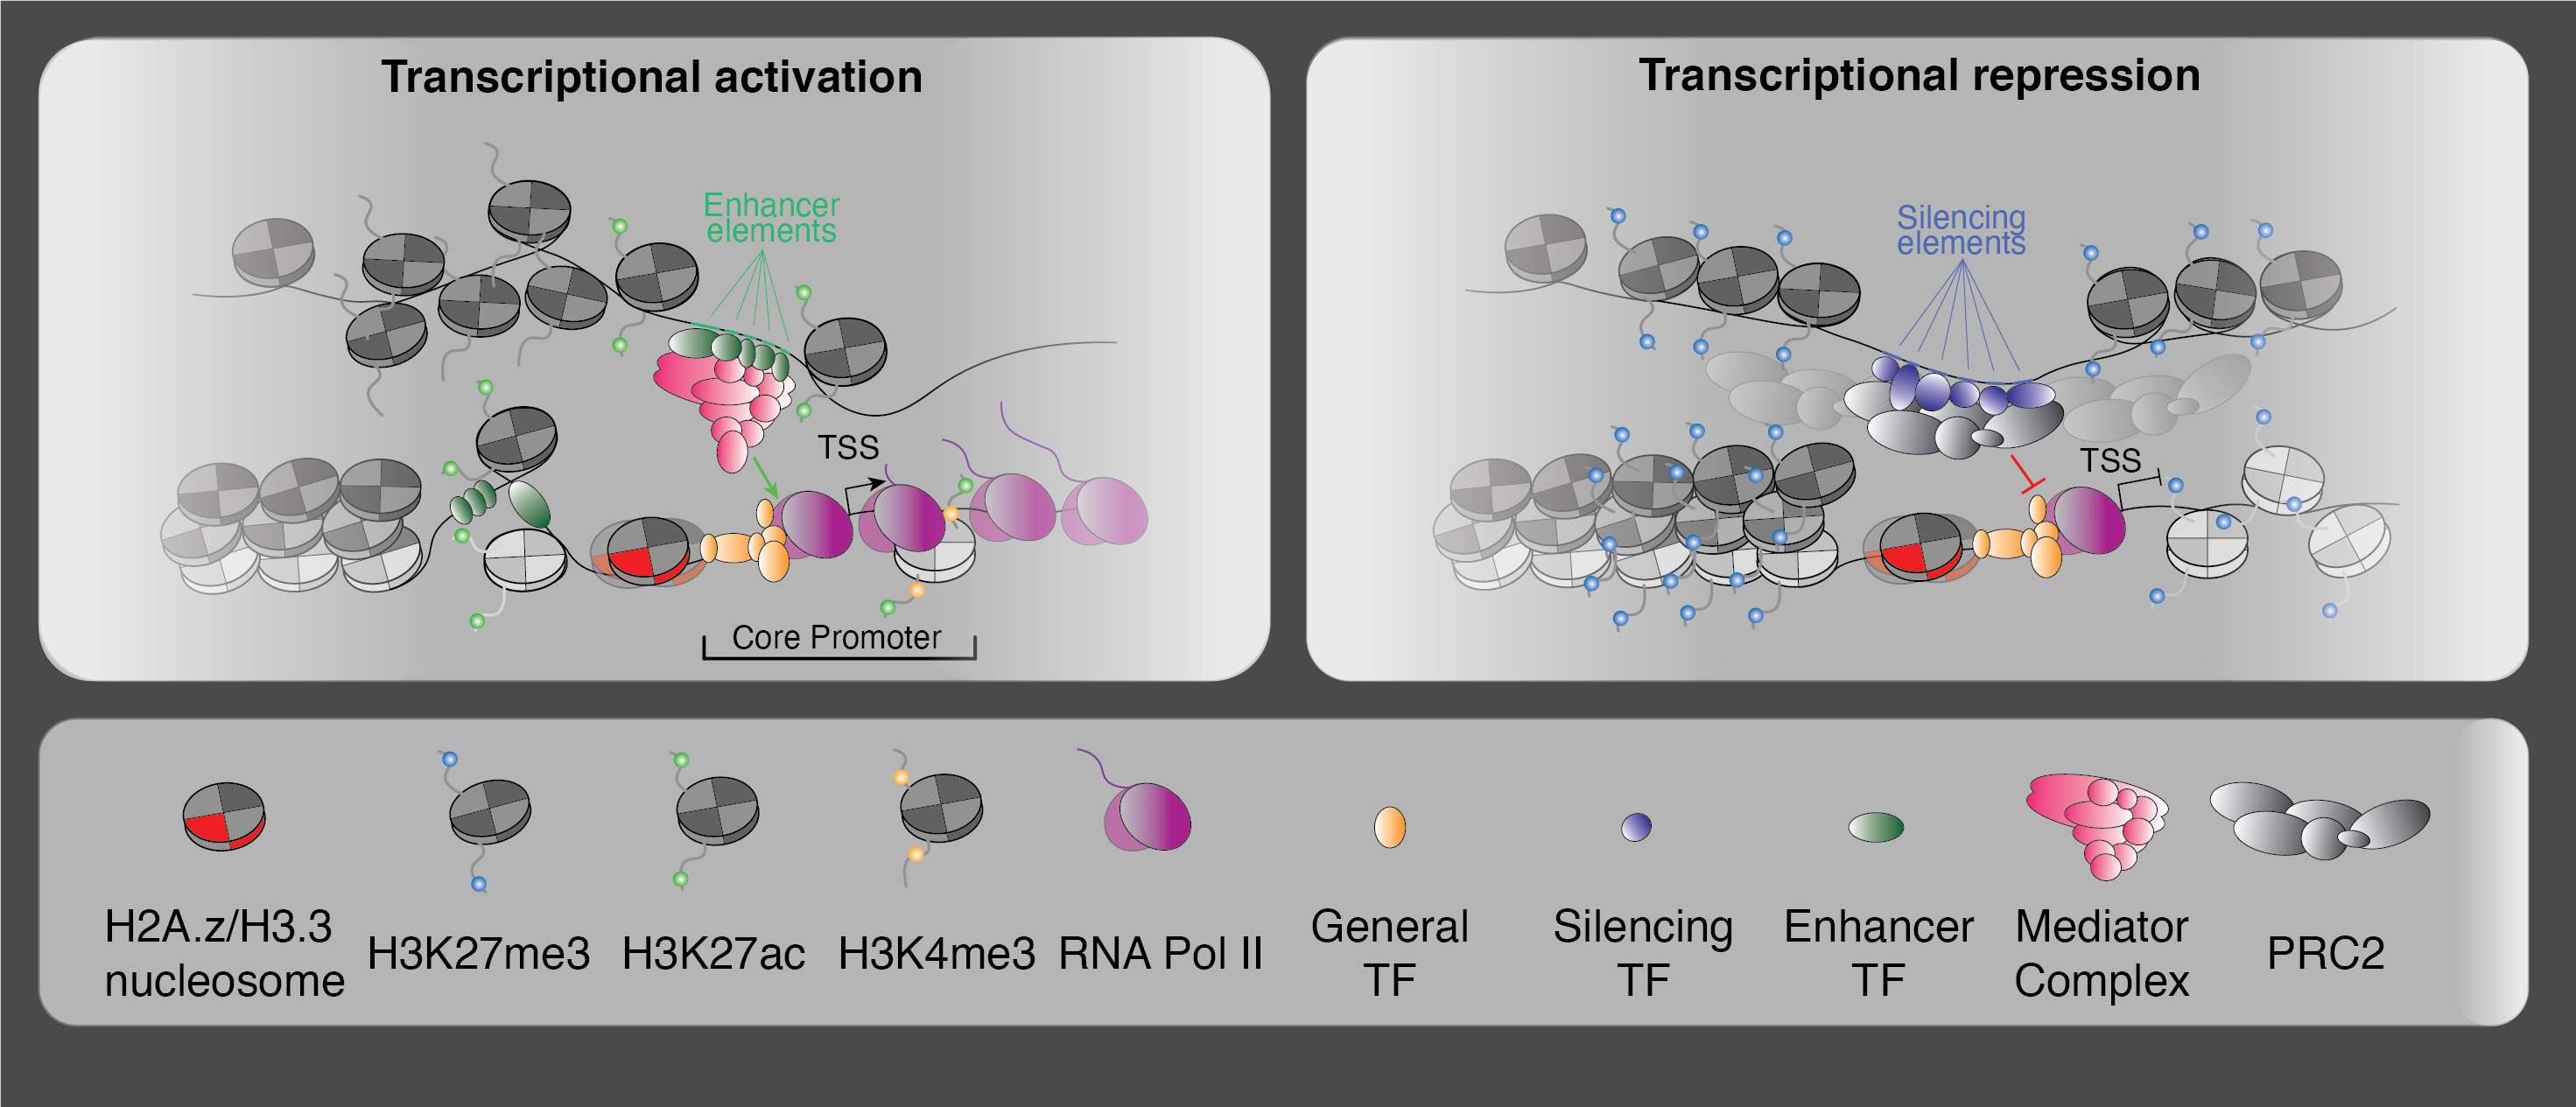 Transcriptional activation
Enhancer
elements
TSS
Core Promoter
Transcriptional repression
Silencing
elements
TSS
H2A.z/H3.3
nucleosome
H3K27me3
H3K27ac
H3K4me3
RNA Pol II
General
TF
Silencing
TF
Enhancer
TF
Mediator
Complex
PRC2